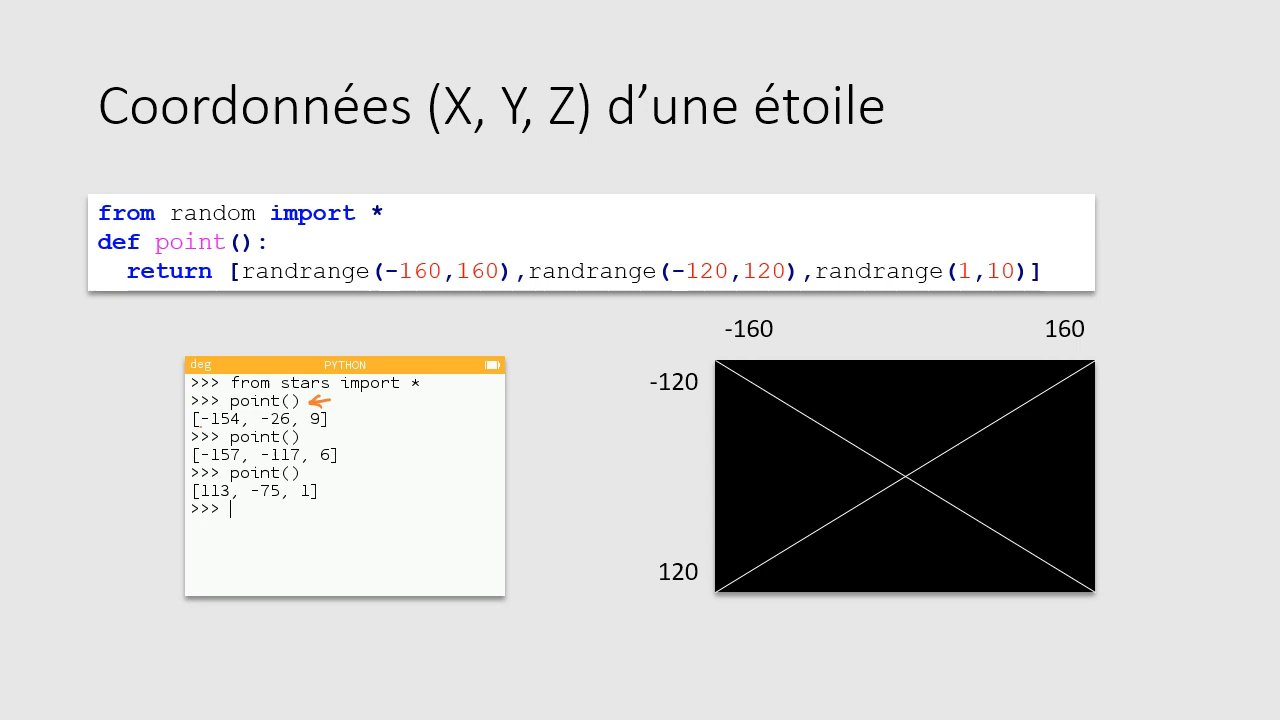 Coordonnées (X, Y, Z) d’une étoile
from random import *
def point():
  return [randrange(-160,160),randrange(-120,120),randrange(1,10)]
deg PYTHON
>>> from stars import *
>>> point()
[-154, -26, 9]
>>> point()
[-157, -117, 6]
>>> point()
[113, -75, 1]
>>>
-160 160
-120
120